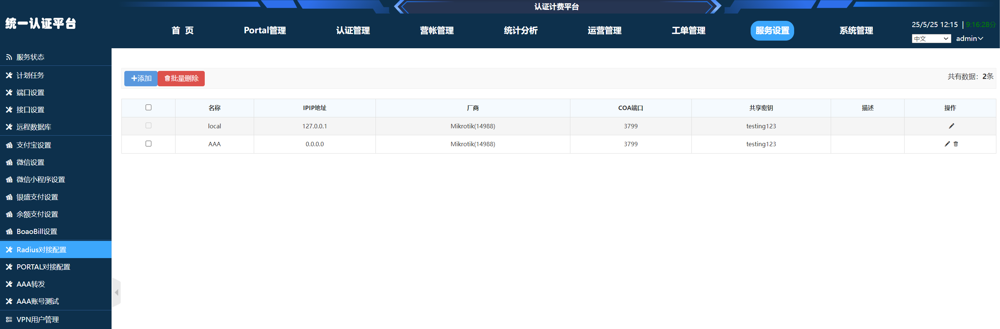 认证计费平台
统一认证平台
首 页
Portal管理
认证管理
营帐管理
统计分析
运营管理
工单管理
服务设置
系统管理
25/5/25 12:15 | 9:16:28分
中文
admin
服务状态
计划任务
端口设置
接口设置
远程数据库
支付宝设置
微信设置
微信小程序设置
银盛支付设置
余额支付设置
BoaoBill设置
Radius对接配置
PORTAL对接配置
AAA转发
AAA账号测试
VPN用户管理
添加 批量删除
共有数据：2条
名称 IPIP地址 厂商 COA端口 共享密钥 描述 操作
local 127.0.0.1 Mikrotik(14988) 3799 testing123
AAA 0.0.0.0 Mikrotik(14988) 3799 testing123